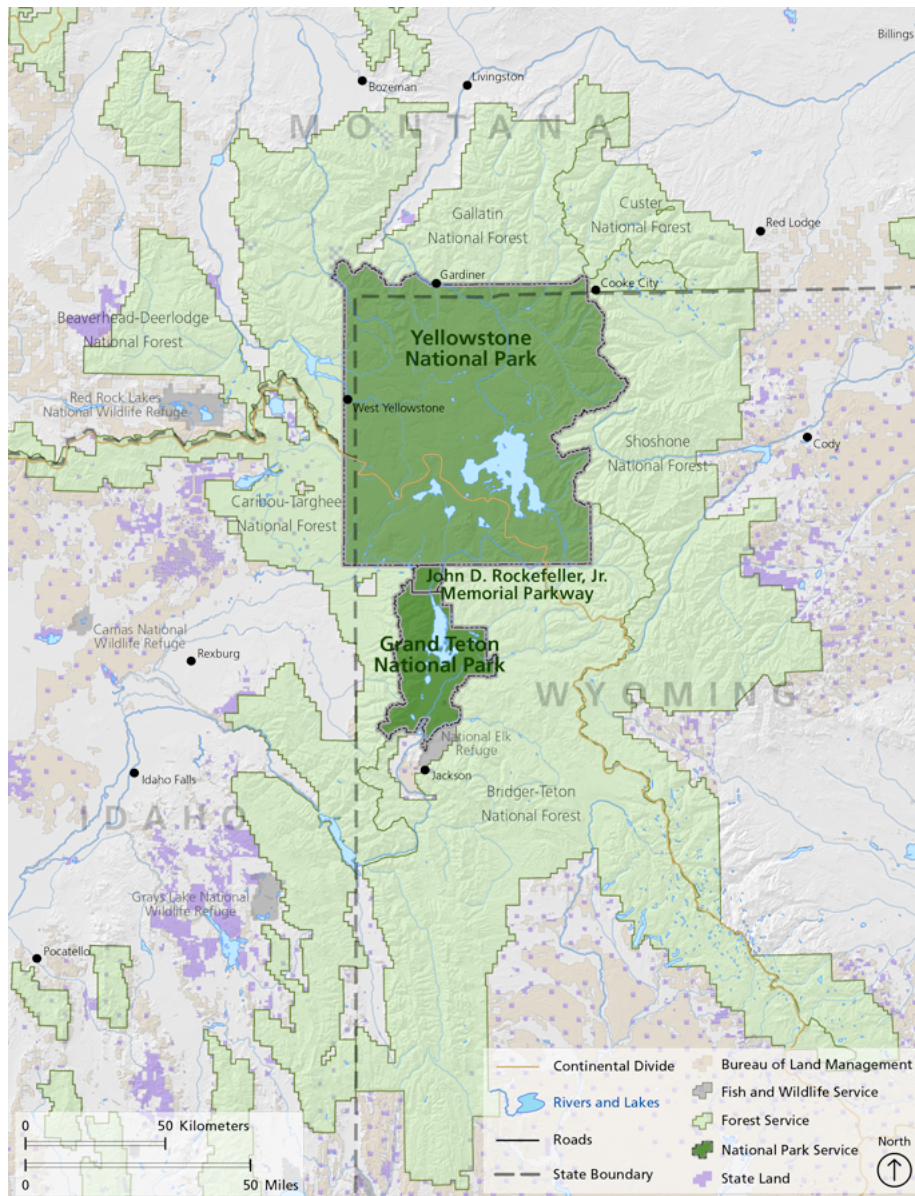 Billings
Livingston
Bozeman
MONTANA
Gallatin
National Forest
Custer
National Forest
Red Lodge
Gardiner
Cooke City
Beaverhead-Deerlodge
National Forest
Yellowstone
National Park
Red Rock Lakes
National Wildlife Refuge
West Yellowstone
Cody
Shoshone
National Forest
Caribou-Targhee
National Forest
John D. Rockefeller, Jr.
Memorial Parkway
Camas National
Wildlife Refuge
Rexburg
Grand Teton
National Park
WYOMING
National Elk
Refuge
Jackson
Idaho Falls
Bridger-Teton
National Forest
IDAHO
Grays Lake National
Wildlife Refuge
Pocatello
0 50 Kilometers
0 50 Miles
Continental Divide
Rivers and Lakes
Roads
State Boundary
Bureau of Land Management
Fish and Wildlife Service
Forest Service
National Park Service
State Land
North